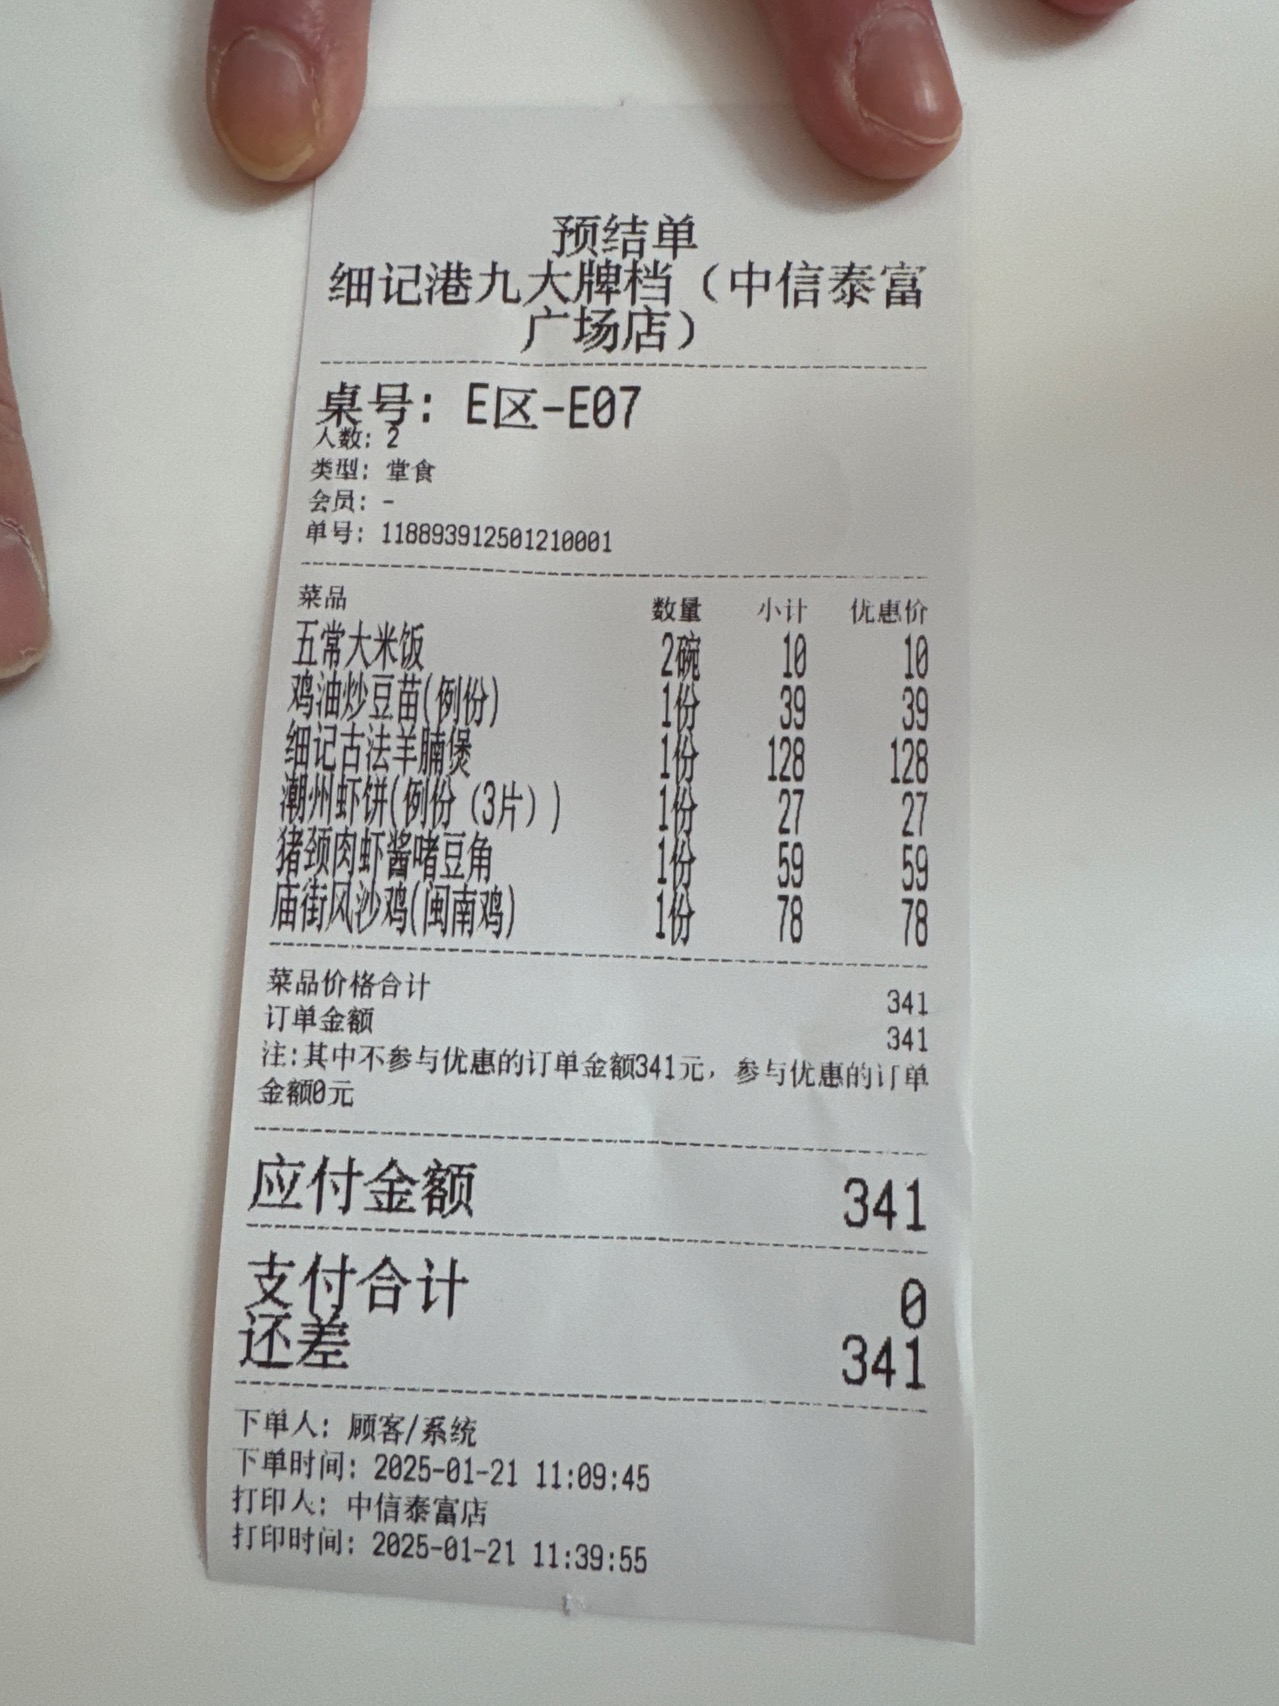 预结单
细记港九大牌档（中信泰富
广场店）
桌号: E区-E07
人数: 2
类型: 堂食
会员: -
单号: 118893912501210001
菜品 数量 小计 优惠价
五常大米饭 2碗 10 10
鸡油炒豆苗(例份) 1份 39 39
细记古法羊腩煲 1份 128 128
潮州虾饼(例份（3片）) 1份 27 27
猪颈肉虾酱啫豆角 1份 59 59
庙街风沙鸡(闽南鸡) 1份 78 78
菜品价格合计 341
订单金额 341
注:其中不参与优惠的订单金额341元，参与优惠的订单
金额0元
应付金额 341
支付合计 0
还差 341
下单人: 顾客/系统
下单时间: 2025-01-21 11:09:45
打印人: 中信泰富店
打印时间: 2025-01-21 11:39:55